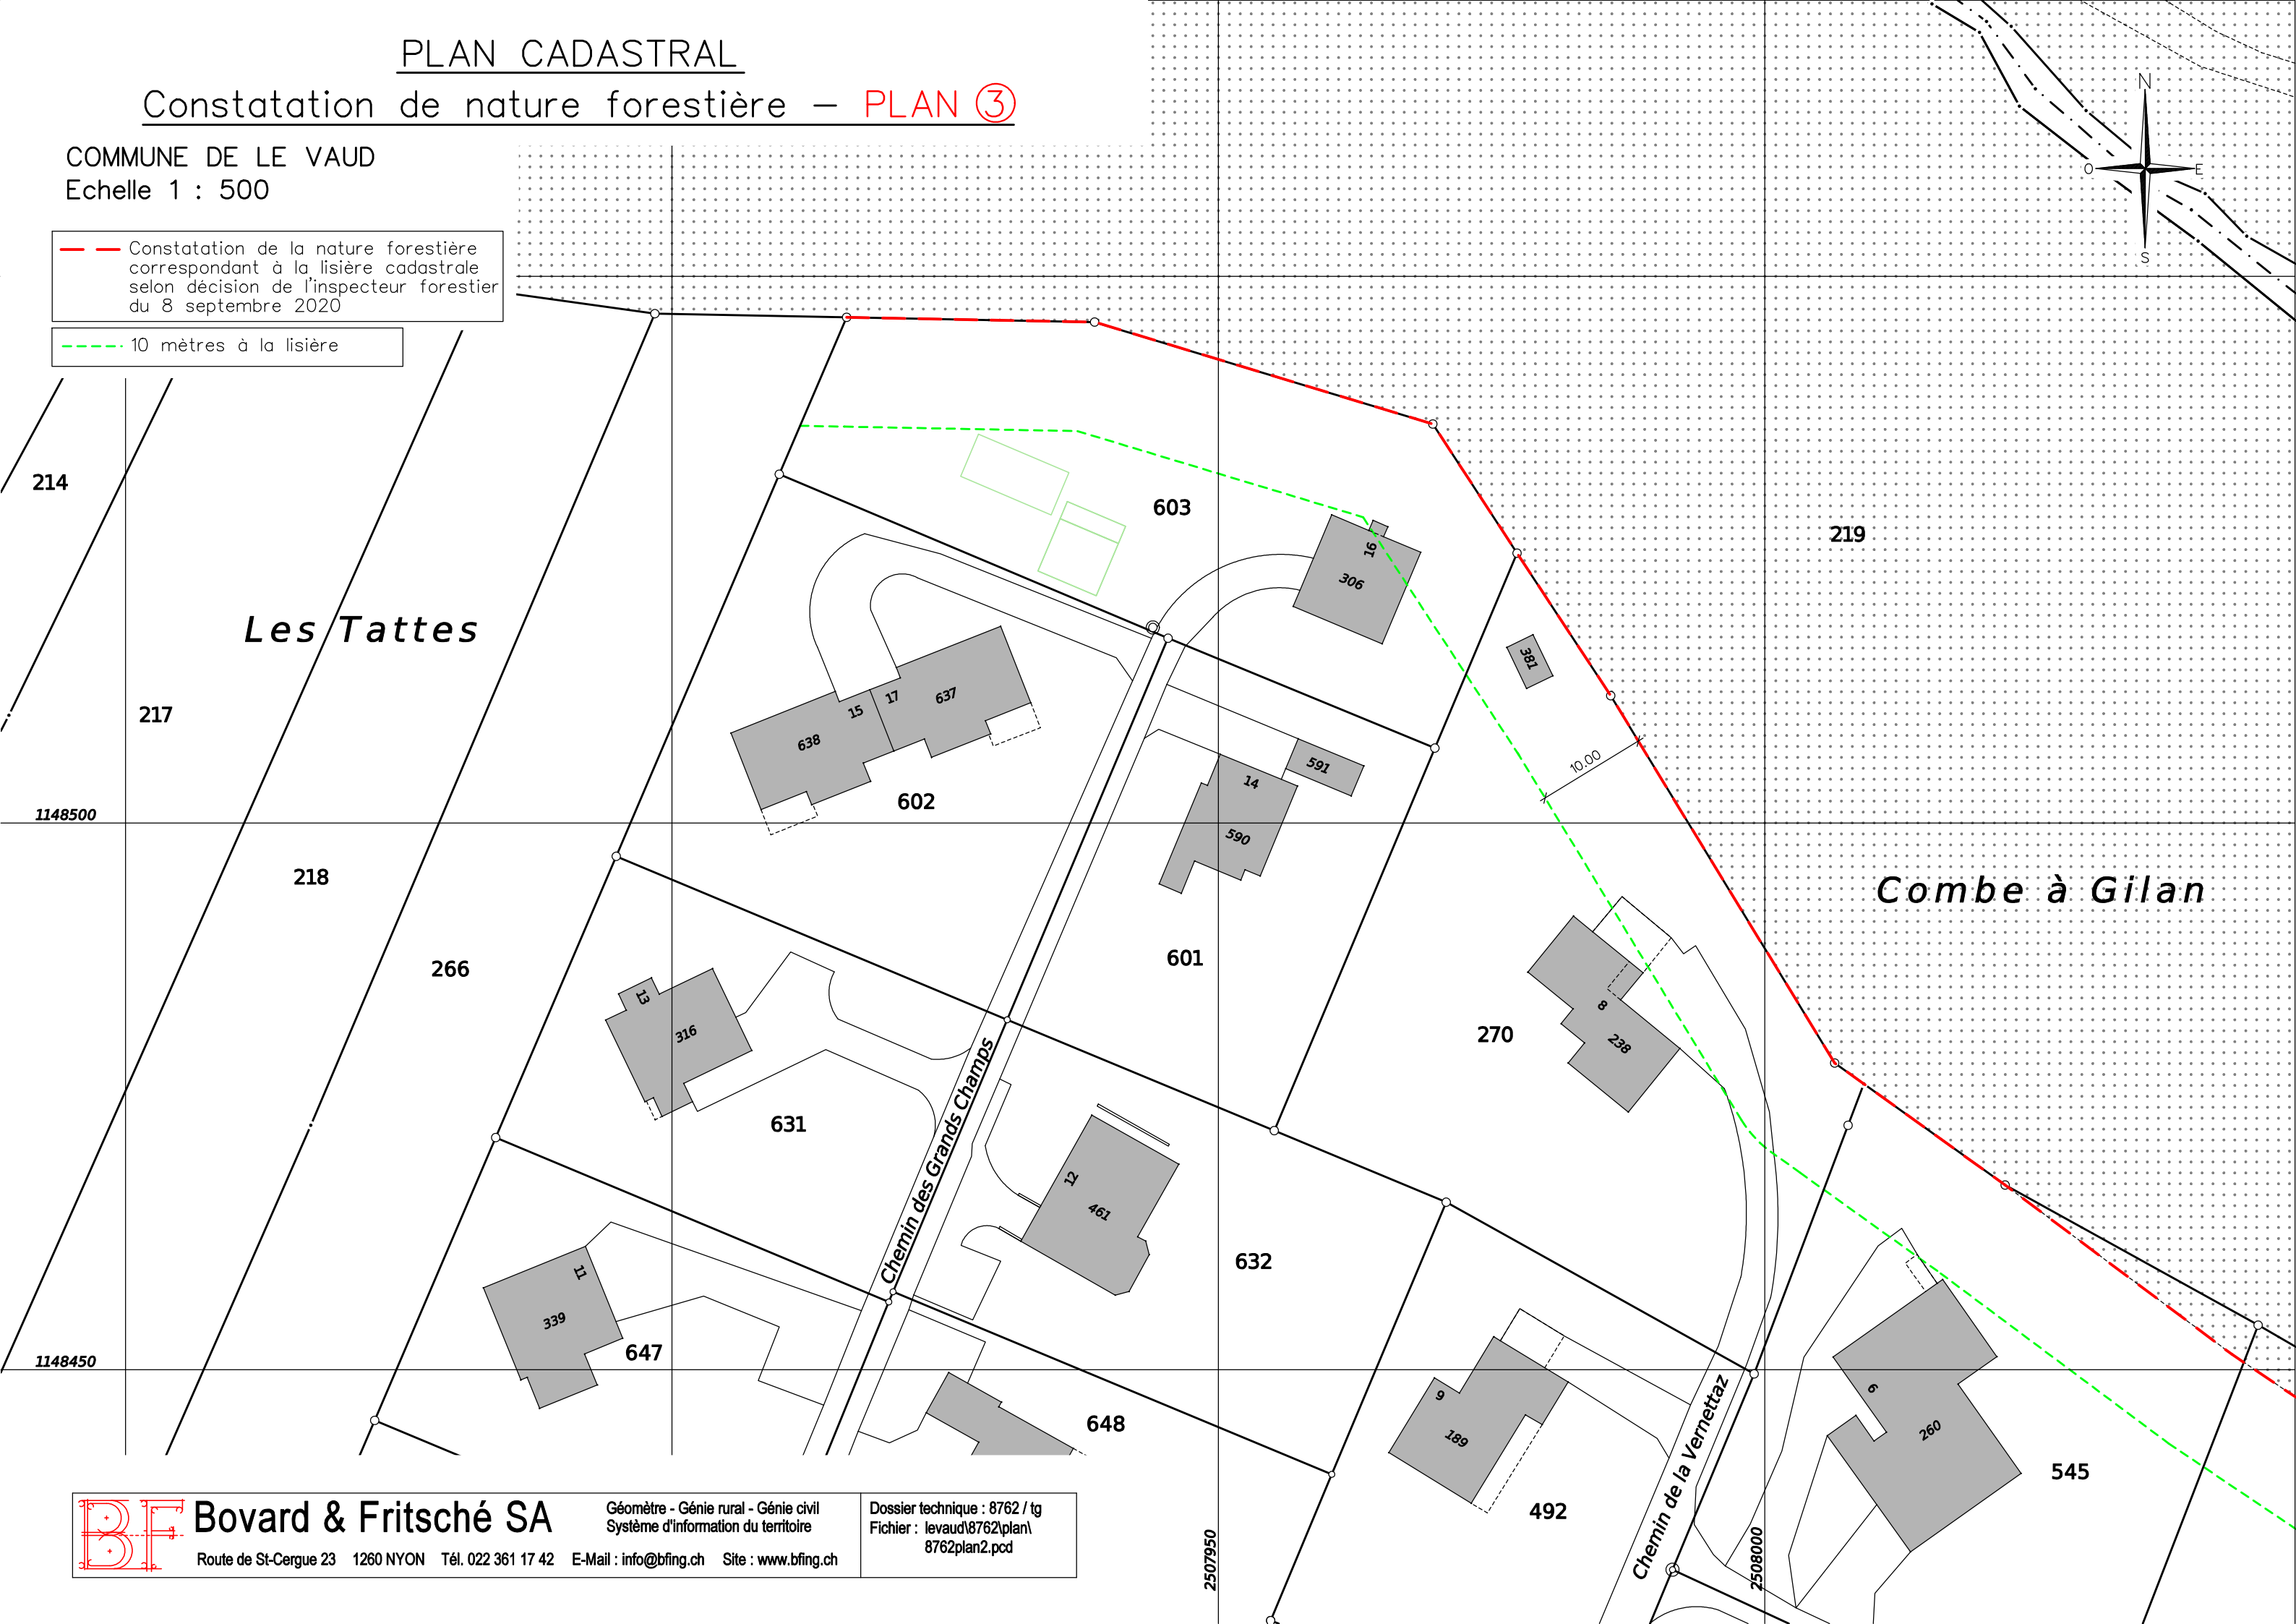 PLAN CADASTRAL
Constatation de nature forestière – PLAN 3
COMMUNE DE LE VAUD
Echelle 1 : 500
Constatation de la nature forestière
correspondant à la lisière cadastrale
selon décision de l'inspecteur forestier
du 8 septembre 2020
10 mètres à la lisière
N
O
E
S
214
603
219
16
306
Les Tattes
381
217
15
17
637
638
10.00
591
14
590
602
1148500
218
Combe à Gilan
266
601
13
316
8
238
270
631
Chemin des Grands Champs
12
461
632
11
339
647
1148450
648
9
189
6
260
545
492
Chemin de la Vernettaz
2507950
2508000
BF
Bovard & Fritsché SA
Géomètre - Génie rural - Génie civil
Système d'information du territoire
Route de St-Cergue 23 1260 NYON Tél. 022 361 17 42 E-Mail : info@bfing.ch Site : www.bfing.ch
Dossier technique : 8762 / tg
Fichier : levaud\8762\plan\
8762plan2.pcd